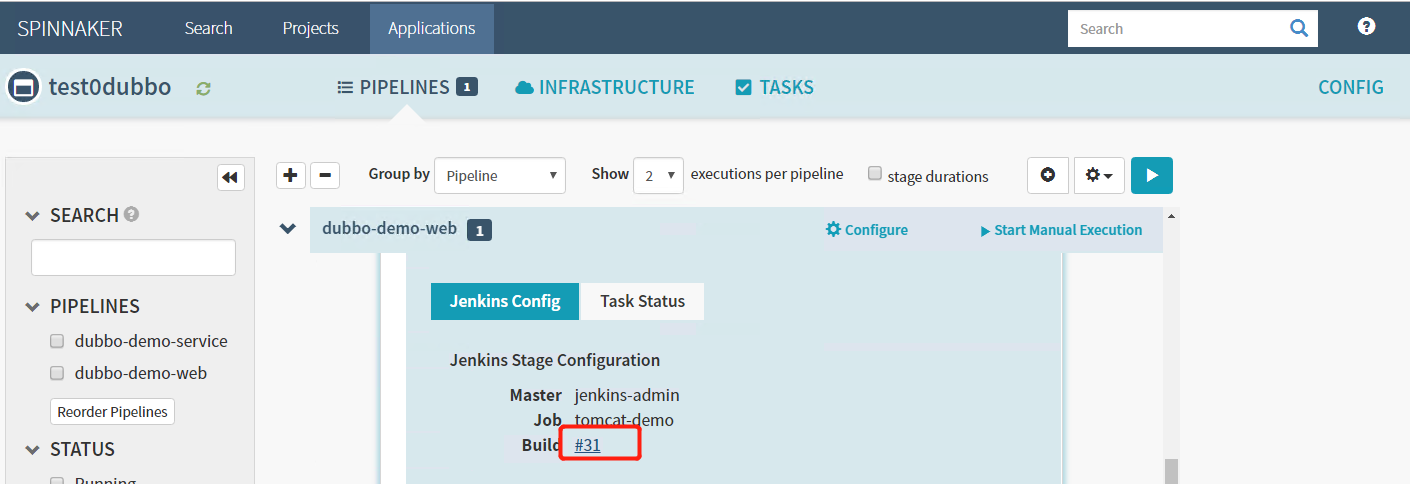 SPINNAKER Search Projects Applications Search ?
test0dubbo PIPELINES 1 INFRASTRUCTURE TASKS CONFIG
Group by Pipeline Show 2 executions per pipeline stage durations
SEARCH ?
dubbo-demo-web 1 Configure Start Manual Execution
Jenkins Config Task Status
PIPELINES
dubbo-demo-service
dubbo-demo-web
Reorder Pipelines
STATUS
Running
Jenkins Stage Configuration
Master jenkins-admin
Job tomcat-demo
Build #31